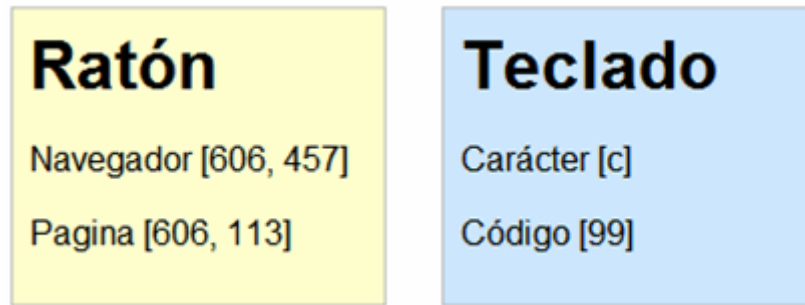 Ratón
Navegador [606, 457]
Pagina [606, 113]
Teclado
Carácter [c]
Código [99]